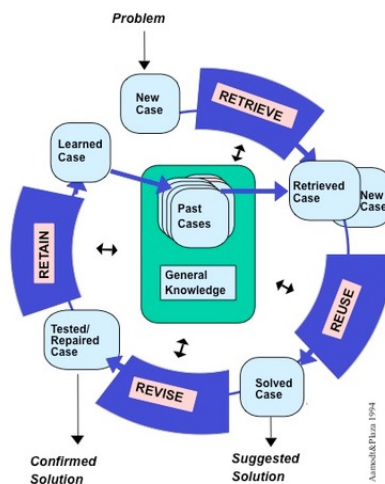 Problem
New
Case
RETRIEVE
Learned
Case
Retrieved
Case
New
Case
Past
Cases
General
Knowledge
RETAIN
REUSE
Tested/
Repaired
Case
REVISE
Solved
Case
Confirmed
Solution
Suggested
Solution
Aamodt&Plaza 1994